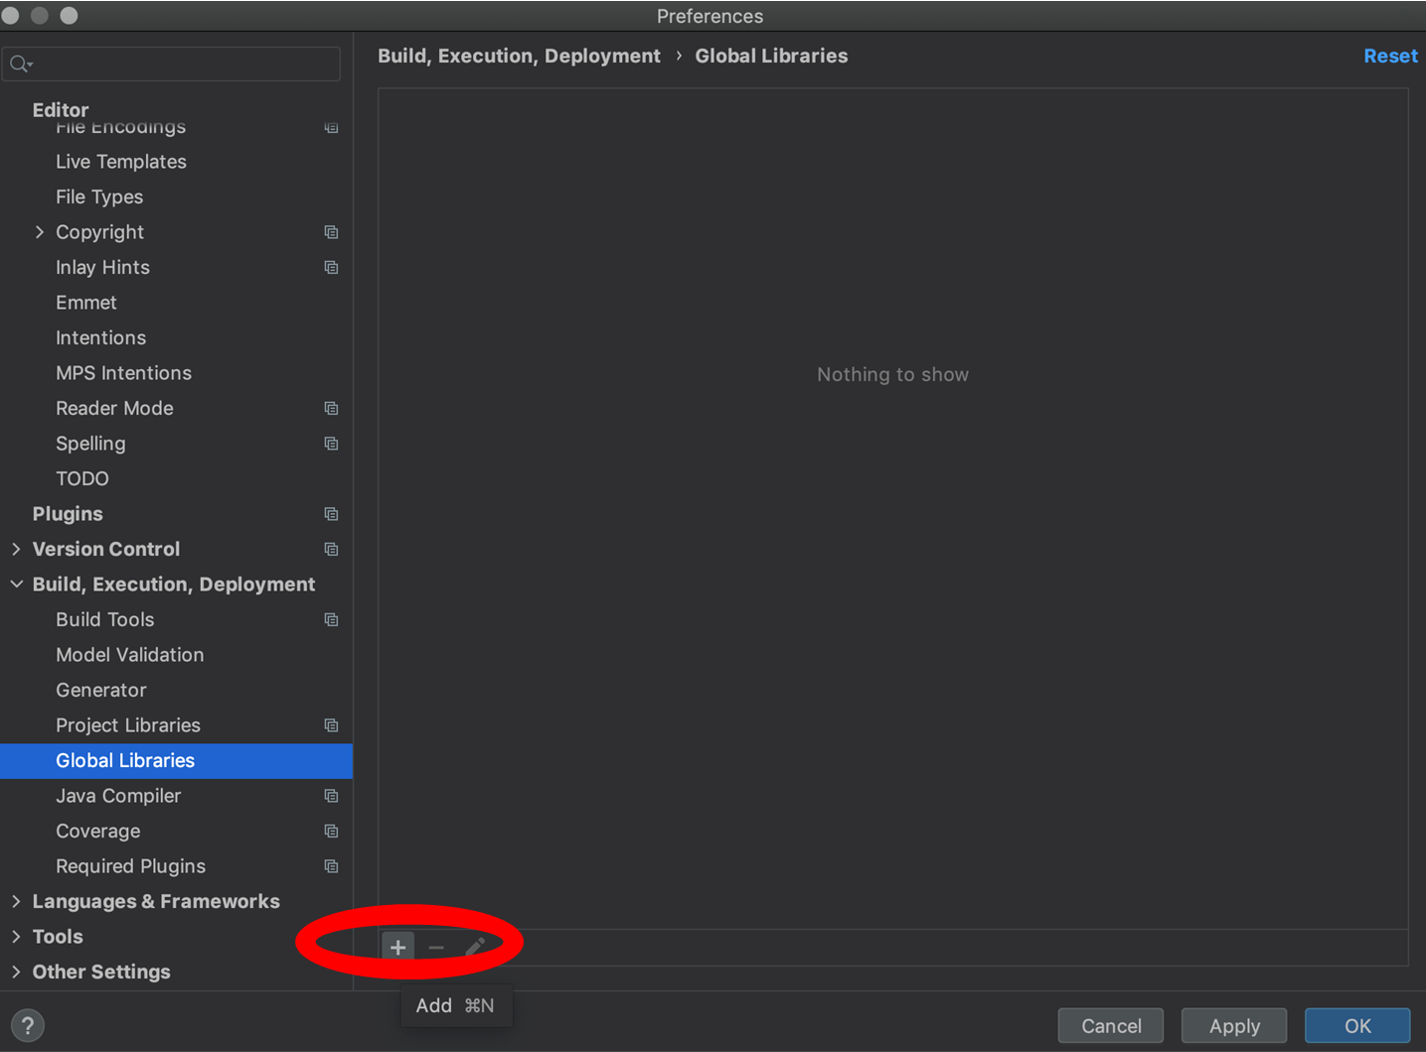 Preferences
Build, Execution, Deployment › Global Libraries
Reset
Editor
File Encodings
Live Templates
File Types
Copyright
Inlay Hints
Emmet
Intentions
MPS Intentions
Reader Mode
Spelling
TODO
Plugins
Version Control
Build, Execution, Deployment
Build Tools
Model Validation
Generator
Project Libraries
Global Libraries
Java Compiler
Coverage
Required Plugins
Languages & Frameworks
Tools
Other Settings
Nothing to show
Add ⌘N
?
Cancel
Apply
OK